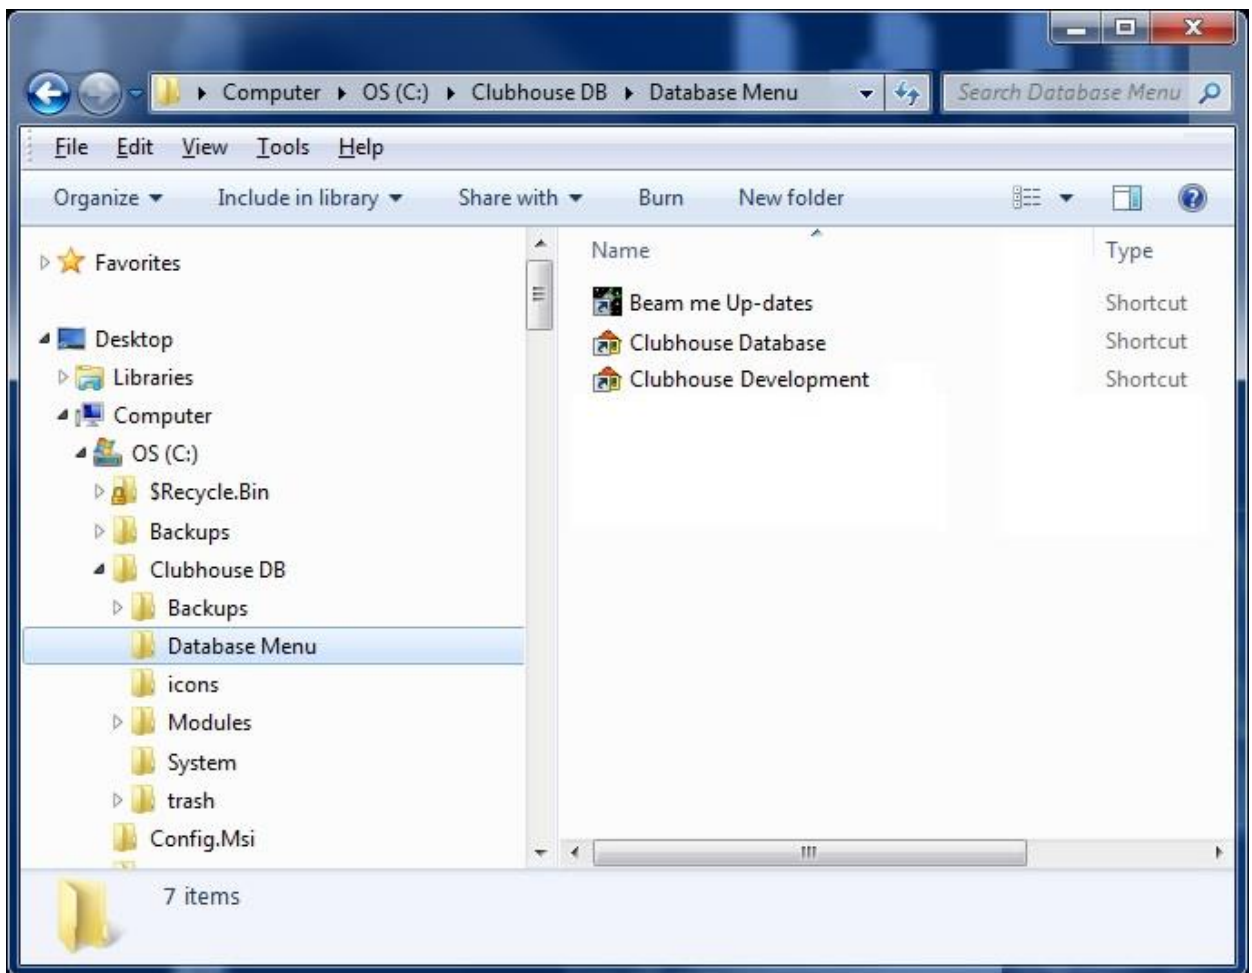 Computer ▸ OS (C:) ▸ Clubhouse DB ▸ Database Menu
Search Database Menu
File Edit View Tools Help
Organize Include in library Share with Burn New folder
Favorites
Desktop
Libraries
Computer
OS (C:)
$Recycle.Bin
Backups
Clubhouse DB
Backups
Database Menu
icons
Modules
System
trash
Config.Msi
Name Type
Beam me Up-dates Shortcut
Clubhouse Database Shortcut
Clubhouse Development Shortcut
7 items